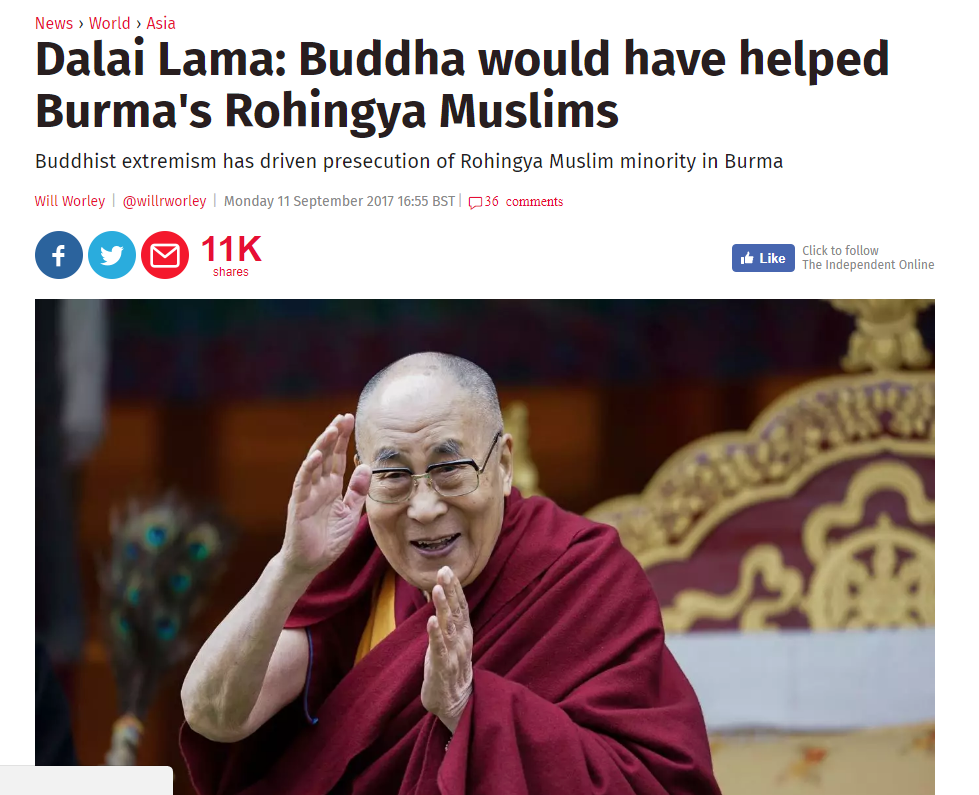 News › World › Asia
Dalai Lama: Buddha would have helped
Burma's Rohingya Muslims
Buddhist extremism has driven presecution of Rohingya Muslim minority in Burma
Will Worley | @willrworley | Monday 11 September 2017 16:55 BST | 36 comments
11K
shares
Like
Click to follow
The Independent Online